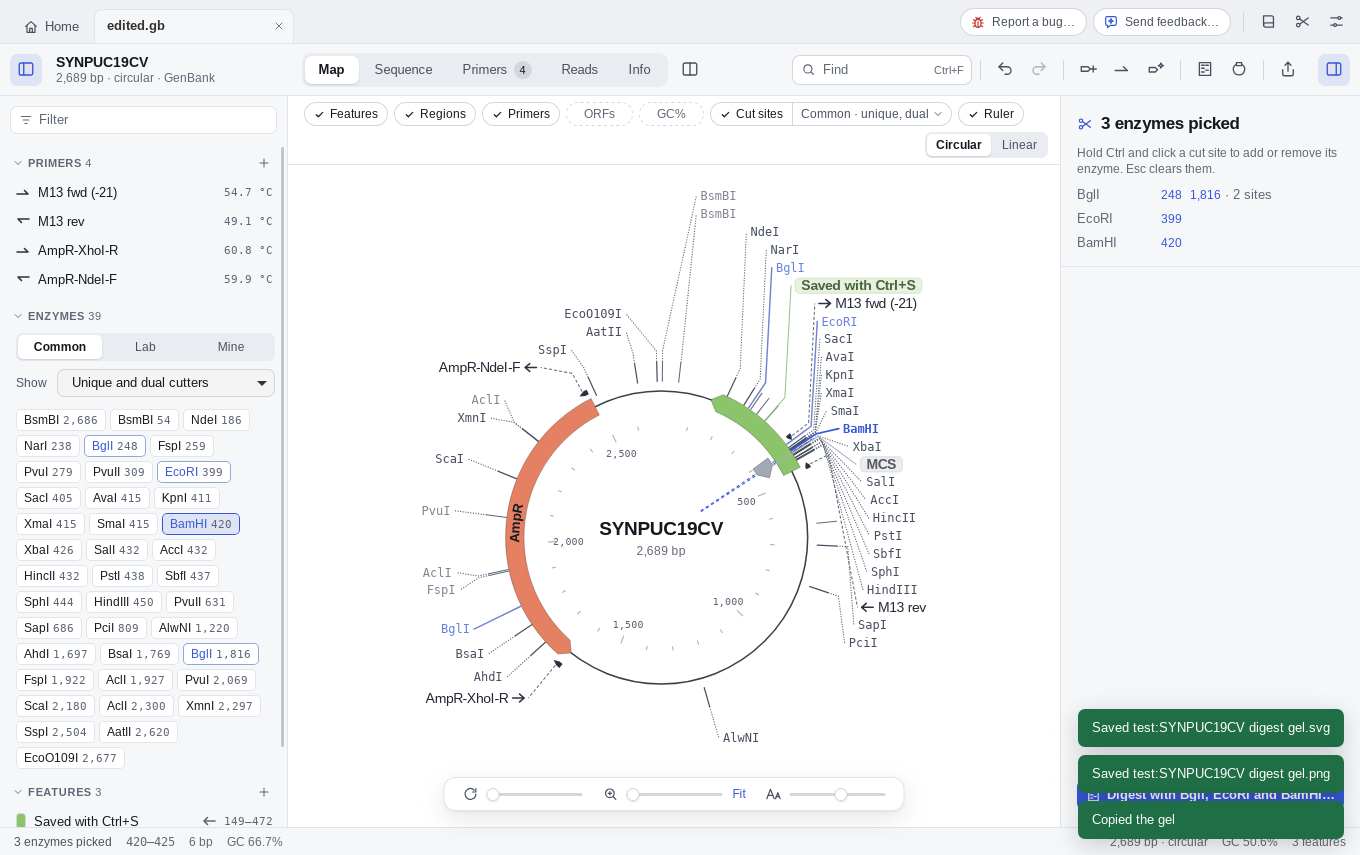 Home
edited.gb
Report a bug…
Send feedback…
SYNPUC19CV
2,689 bp · circular · GenBank
Map
Sequence
Primers 4
Reads
Info
Find
Ctrl+F
Filter
PRIMERS 4
M13 fwd (-21) 54.7 °C
M13 rev 49.1 °C
AmpR-XhoI-R 60.8 °C
AmpR-NdeI-F 59.9 °C
ENZYMES 39
Common
Lab
Mine
Show Unique and dual cutters
BsmBI 2,686 BsmBI 54 NdeI 186
NarI 238 BglI 248 FspI 259
PvuI 279 PvuII 309 EcoRI 399
SacI 405 AvaI 415 KpnI 411
XmaI 415 SmaI 415 BamHI 420
XbaI 426 SalI 432 AccI 432
HincII 432 PstI 438 SbfI 437
SphI 444 HindIII 450 PvuII 631
SapI 686 PciI 809 AlwNI 1,220
AhdI 1,697 BsaI 1,769 BglI 1,816
FspI 1,922 AclI 1,927 PvuI 2,069
ScaI 2,180 AclI 2,300 XmnI 2,297
SspI 2,504 AatII 2,620
EcoO109I 2,677
FEATURES 3
Saved with Ctrl+S 149–472
Features
Regions
Primers
ORFs
GC%
Cut sites
Common · unique, dual
Ruler
Circular
Linear
BsmBI
BsmBI
NdeI
NarI
BglI
Saved with Ctrl+S
M13 fwd (-21)
EcoRI
SacI
AvaI
KpnI
XmaI
SmaI
BamHI
XbaI
MCS
SalI
AccI
HincII
PstI
SbfI
SphI
HindIII
M13 rev
SapI
PciI
AlwNI
EcoO109I
AatII
SspI
AmpR-NdeI-F
AclI
XmnI
ScaI
PvuI
AclI
FspI
BglI
BsaI
AhdI
AmpR-XhoI-R
AmpR
2,500
500
2,000
1,000
1,500
SYNPUC19CV
2,689 bp
Fit
3 enzymes picked
Hold Ctrl and click a cut site to add or remove its
enzyme. Esc clears them.
BglI 248 1,816 · 2 sites
EcoRI 399
BamHI 420
Saved test:SYNPUC19CV digest gel.svg
Saved test:SYNPUC19CV digest gel.png
Digest with BglI, EcoRI and BamHI…
Copied the gel
3 enzymes picked 420–425 6 bp GC 66.7%
2,689 bp · circular GC 50.6% 3 features